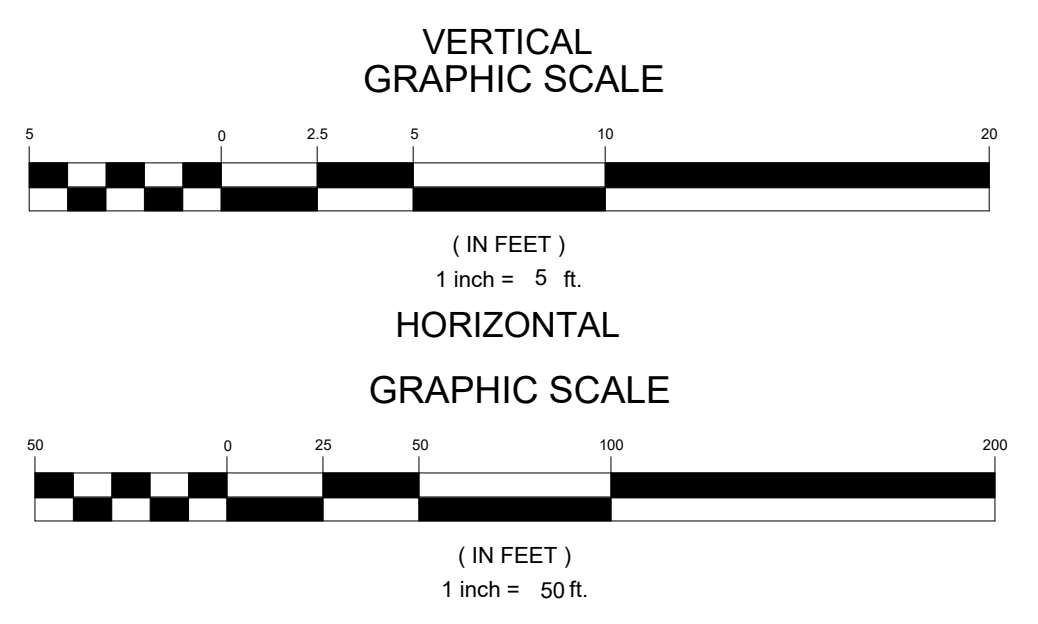 VERTICAL
GRAPHIC SCALE
5 0 2.5 5 10 20
( IN FEET )
1 inch = 5 ft.
HORIZONTAL
GRAPHIC SCALE
50 0 25 50 100 200
( IN FEET )
1 inch = 50 ft.